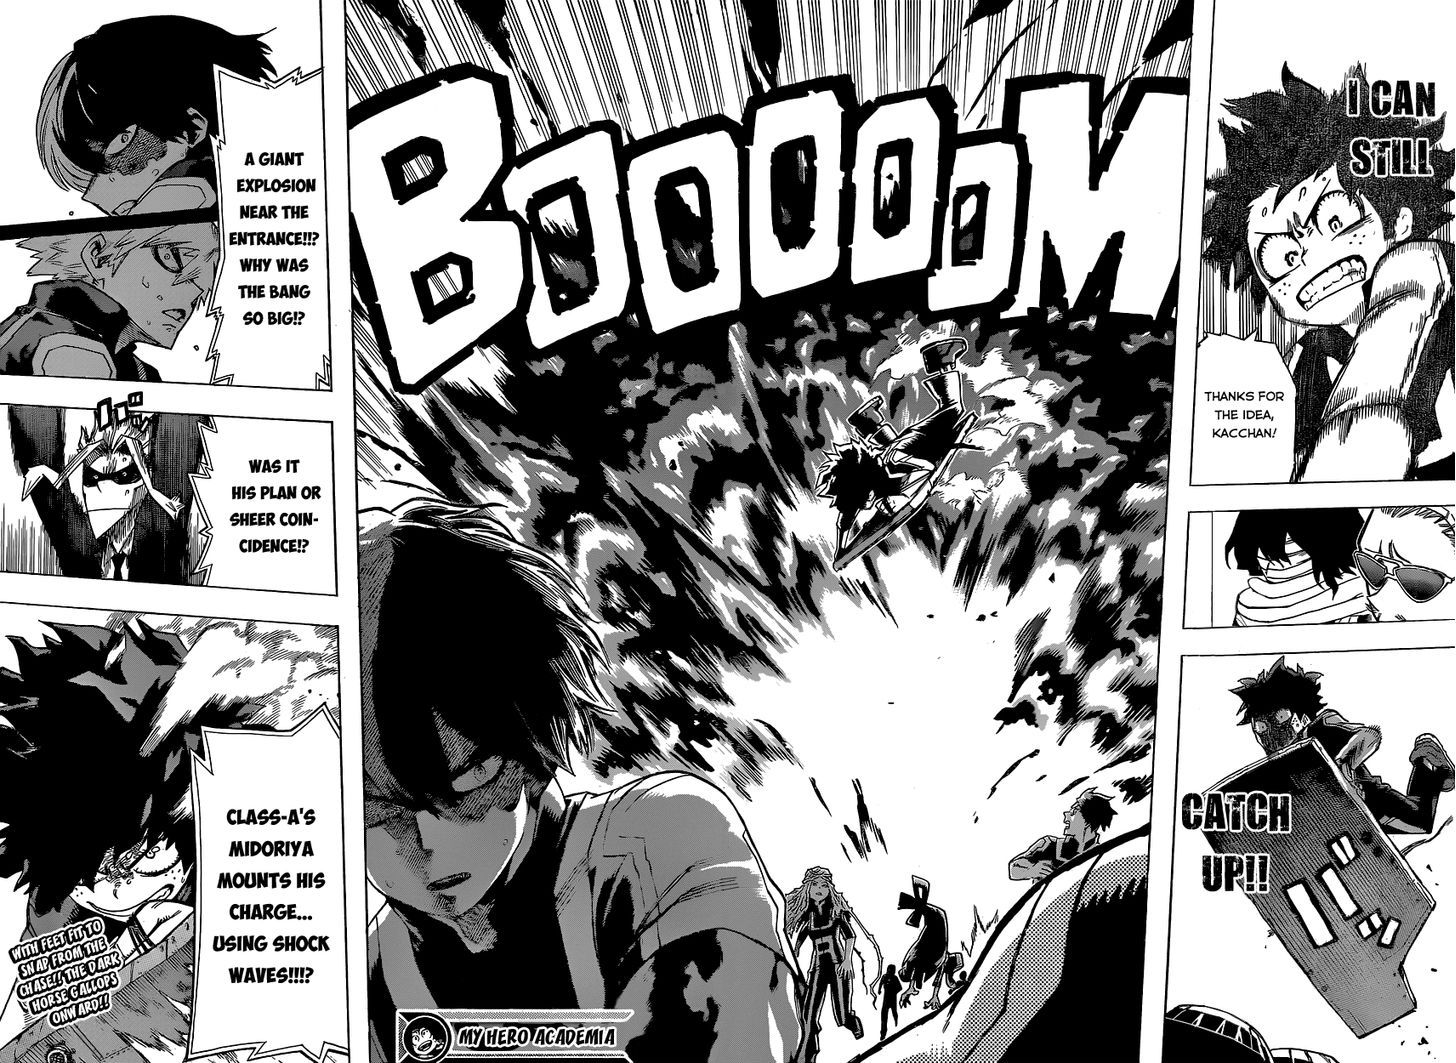 I CAN
STILL
THANKS FOR
THE IDEA,
KACCHAN!
CATCH
UP!!
BOOOOOOM
A GIANT
EXPLOSION
NEAR THE
ENTRANCE!!?
WHY WAS
THE BANG
SO BIG!?
WAS IT
HIS PLAN OR
SHEER COIN-
CIDENCE!?
CLASS-A'S
MIDORIYA
MOUNTS HIS
CHARGE...
USING SHOCK
WAVES!!!!?
WITH FEET FIT TO
SNAP FROM THE
CHASE!! THE DARK
HORSE GALLOPS
ONWARD!!
MY HERO ACADEMIA